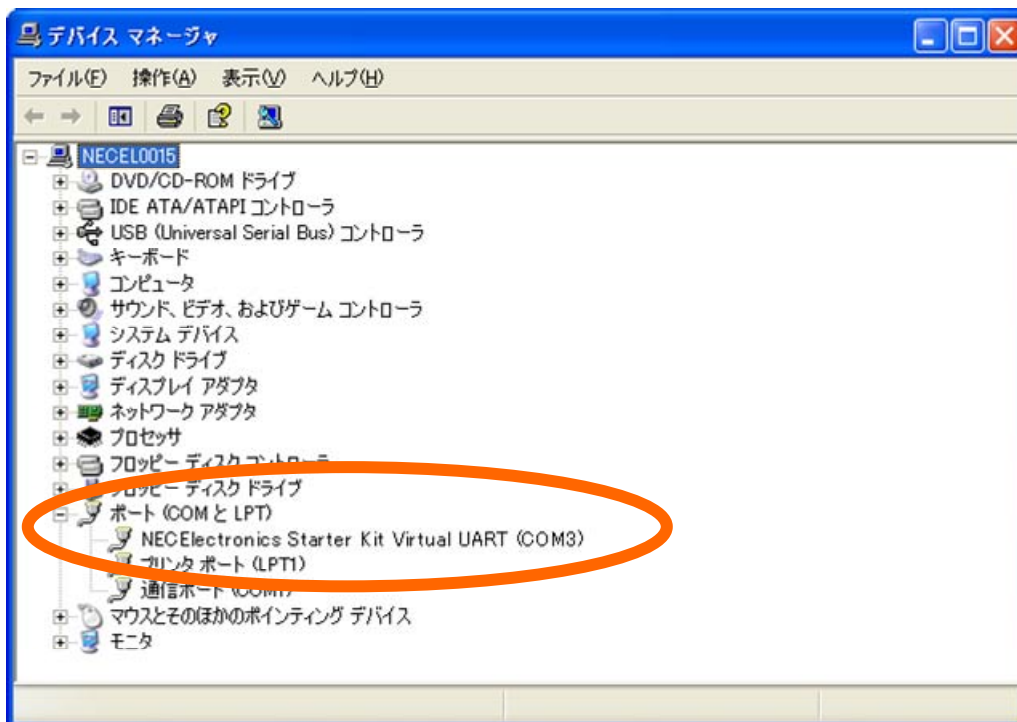 デバイス マネージャ
ファイル(F) 操作(A) 表示(V) ヘルプ(H)
NECEL0015
DVD/CD-ROM ドライブ
IDE ATA/ATAPI コントローラ
USB (Universal Serial Bus) コントローラ
キーボード
コンピュータ
サウンド、ビデオ、およびゲーム コントローラ
システム デバイス
ディスク ドライブ
ディスプレイ アダプタ
ネットワーク アダプタ
プロセッサ
フロッピー ディスク コントローラ
フロッピー ディスク ドライブ
ポート (COM と LPT)
NECElectronics Starter Kit Virtual UART (COM3)
プリンタ ポート (LPT1)
通信ポート (COM1)
マウスとそのほかのポインティング デバイス
モニタ